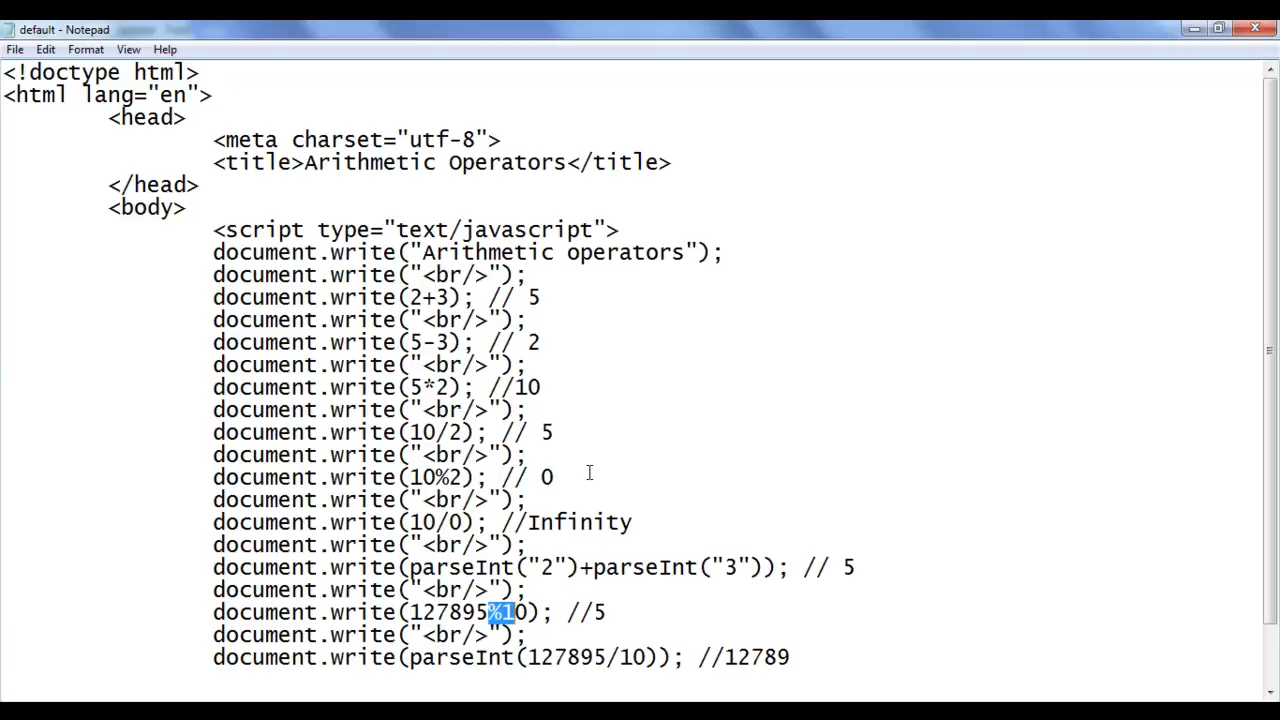 default - Notepad
File Edit Format View Help
<!doctype html>
<html lang="en">
<head>
<meta charset="utf-8">
<title>Arithmetic Operators</title>
</head>
<body>
<script type="text/javascript">
document.write("Arithmetic operators");
document.write("<br/>");
document.write(2+3); // 5
document.write("<br/>");
document.write(5-3); // 2
document.write("<br/>");
document.write(5*2); //10
document.write("<br/>");
document.write(10/2); // 5
document.write("<br/>");
document.write(10%2); // 0
document.write("<br/>");
document.write(10/0); //Infinity
document.write("<br/>");
document.write(parseInt("2")+parseInt("3")); // 5
document.write("<br/>");
document.write(127895%10); //5
document.write("<br/>");
document.write(parseInt(127895/10)); //12789